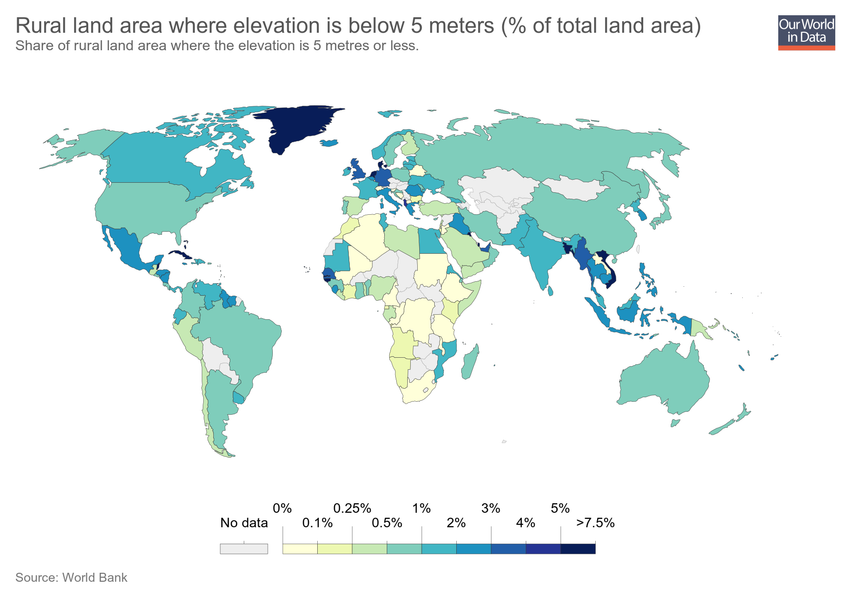 Rural land area where elevation is below 5 meters (% of total land area)
Share of rural land area where the elevation is 5 metres or less.
Our World
in Data
0% 0.25% 1% 3% 5%
No data 0.1% 0.5% 2% 4% >7.5%
Source: World Bank